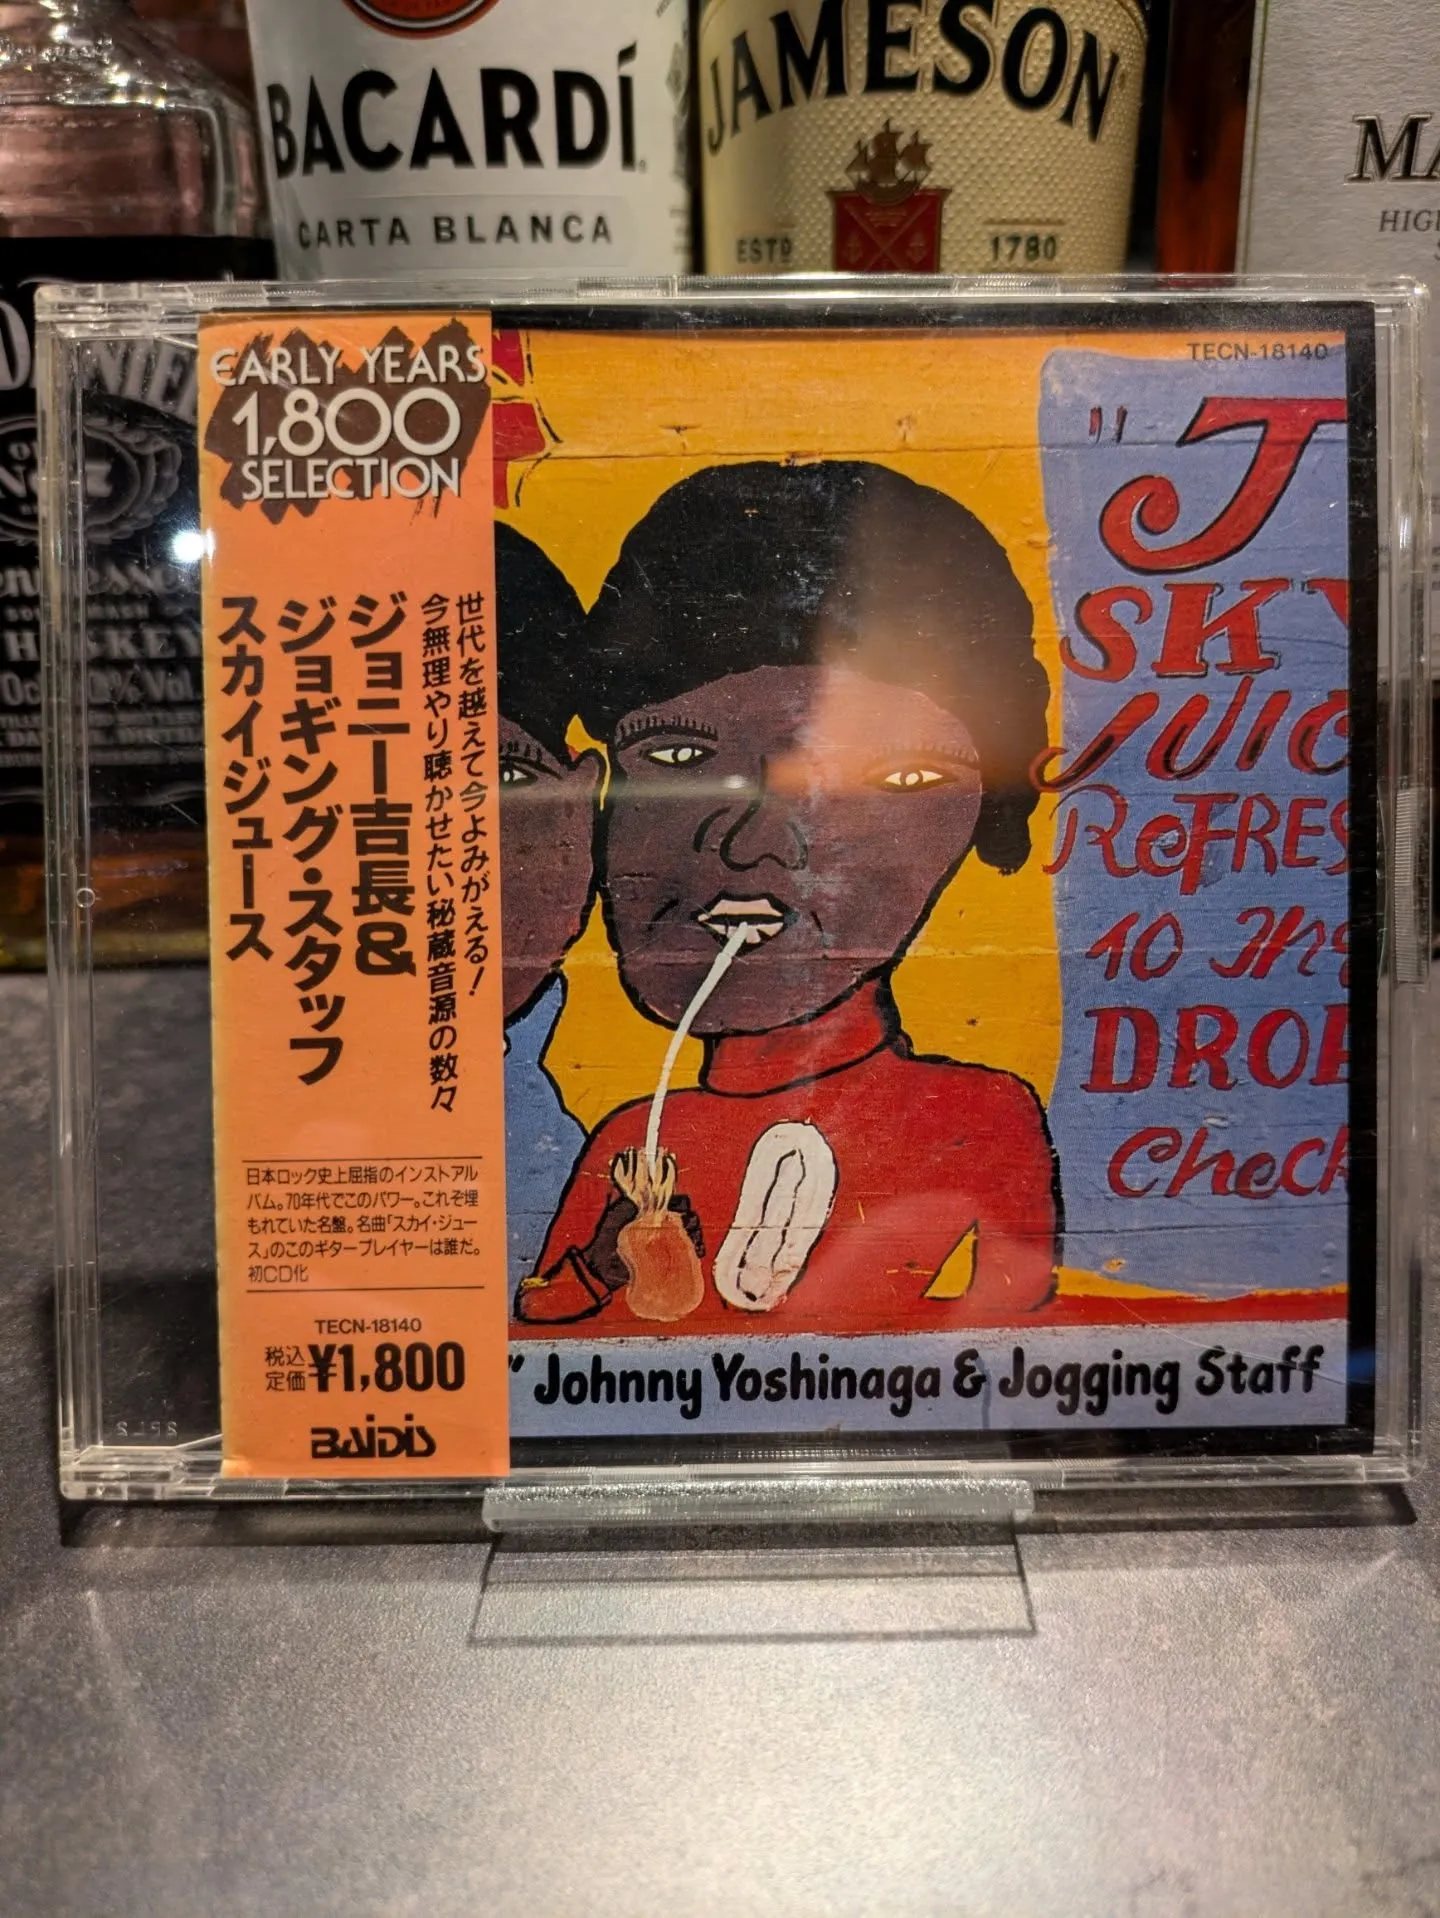 BACARDÍ
CARTA BLANCA
JAMESON
ESTD 1780
TECN-18140
EARLY YEARS
1,800
SELECTION
世代を越えて今よみがえる!
今無理やり聴かせたい秘蔵音源の数々
ジョニー吉長&
ジョギング・スタッフ
スカイジュース
日本ロック史上屈指のインストアル
バム。70年代でこのパワー。これぞ埋
もれていた名盤。名曲「スカイ・ジュー
ス」のこのギタープレイヤーは誰だ。
初CD化
TECN-18140
税込
定価 ¥1,800
BAIDIS
"J
SKY
JUIC
REFRES
10
DROP
Check
" Johnny Yoshinaga & Jogging Staff